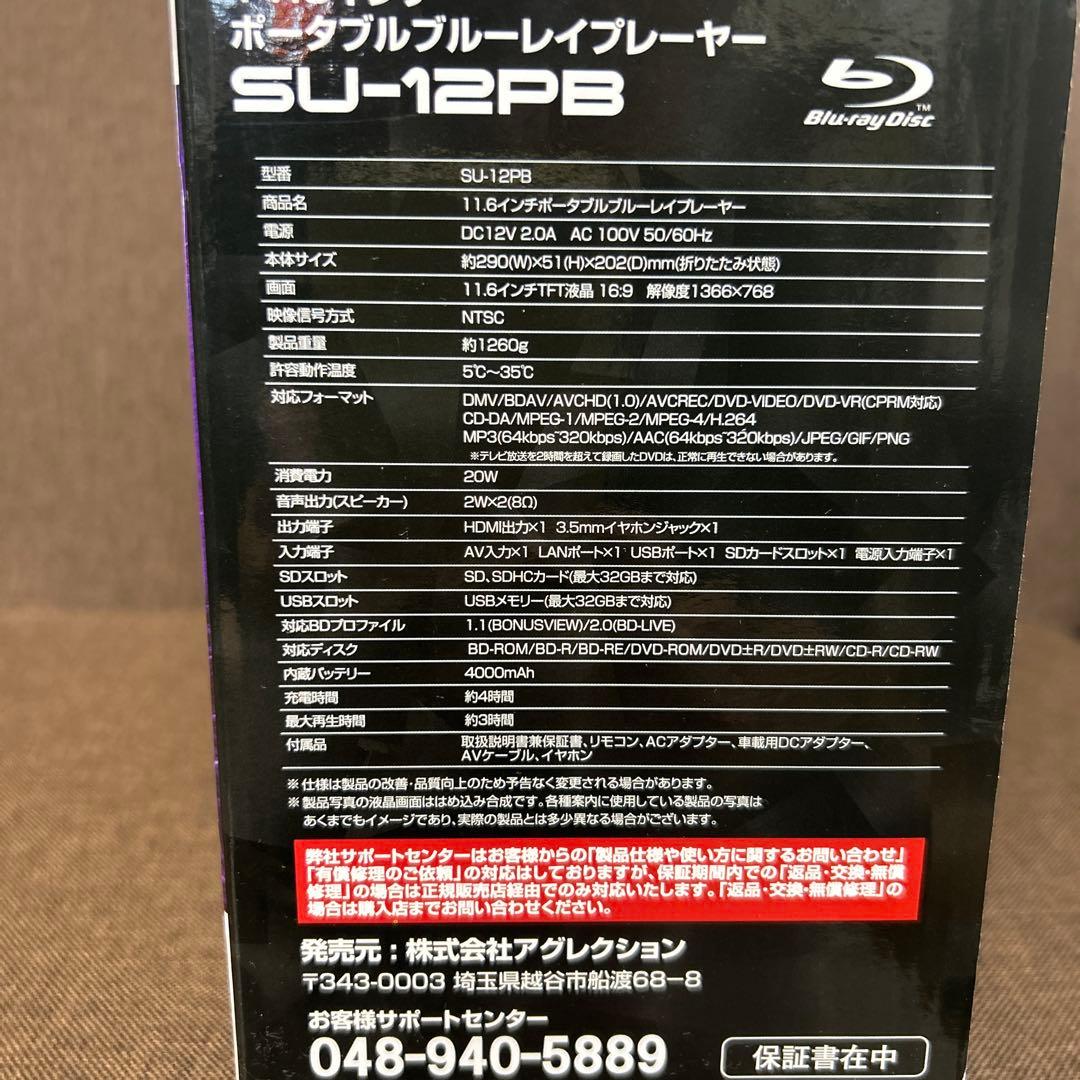 ポータブルブルーレイプレーヤー
SU-12PB
Blu-ray Disc™
型番 SU-12PB
商品名 11.6インチポータブルブルーレイプレーヤー
電源 DC12V 2.0A AC 100V 50/60Hz
本体サイズ 約290(W)×51(H)×202(D)mm(折りたたみ状態)
画面 11.6インチTFT液晶 16:9 解像度1366×768
映像信号方式 NTSC
製品重量 約1260g
許容動作温度 5℃～35℃
対応フォーマット DMV/BDAV/AVCHD(1.0)/AVCREC/DVD-VIDEO/DVD-VR(CPRM対応)
CD-DA/MPEG-1/MPEG-2/MPEG-4/H.264
MP3(64kbps~320kbps)/AAC(64kbps~320kbps)/JPEG/GIF/PNG
※テレビ放送を2時間を超えて録画したDVDは、正常に再生できない場合があります。
消費電力 20W
音声出力(スピーカー) 2W×2(8Ω)
出力端子 HDMI出力×1 3.5mmイヤホンジャック×1
入力端子 AV入力×1 LANポート×1 USBポート×1 SDカードスロット×1 電源入力端子×1
SDスロット SD、SDHCカード(最大32GBまで対応)
USBスロット USBメモリー(最大32GBまで対応)
対応BDプロファイル 1.1(BONUSVIEW)/2.0(BD-LIVE)
対応ディスク BD-ROM/BD-R/BD-RE/DVD-ROM/DVD±R/DVD±RW/CD-R/CD-RW
内蔵バッテリー 4000mAh
充電時間 約4時間
最大再生時間 約3時間
付属品 取扱説明書兼保証書、リモコン、ACアダプター、車載用DCアダプター、
AVケーブル、イヤホン
※仕様は製品の改善・品質向上のため予告なく変更される場合があります。
※製品写真の液晶画面ははめ込み合成です。各種案内に使用している製品の写真は
あくまでもイメージであり、実際の製品とは多少異なる場合がございます。
弊社サポートセンターはお客様からの「製品仕様や使い方に関するお問い合わせ」
「有償修理のご依頼」の対応はしておりますが、保証期間内での「返品・交換・無償
修理」の場合は正規販売店経由でのみ対応いたします。「返品・交換・無償修理」の
場合は購入店までお問い合わせください。
発売元：株式会社アグレクション
〒343-0003 埼玉県越谷市船渡68-8
お客様サポートセンター
048-940-5889
保証書在中